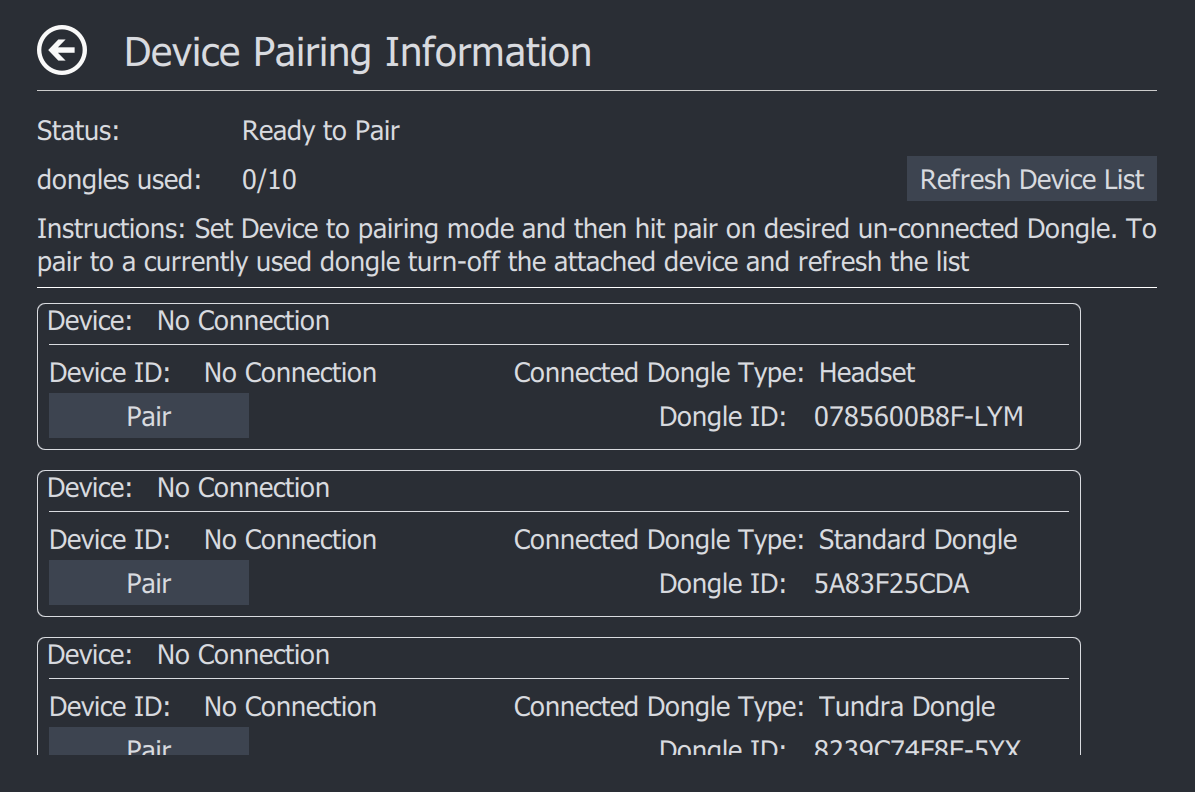 Device Pairing Information
Status: Ready to Pair
dongles used: 0/10
Refresh Device List
Instructions: Set Device to pairing mode and then hit pair on desired un-connected Dongle. To
pair to a currently used dongle turn-off the attached device and refresh the list
Device: No Connection
Device ID: No Connection Connected Dongle Type: Headset
Pair Dongle ID: 0785600B8F-LYM
Device: No Connection
Device ID: No Connection Connected Dongle Type: Standard Dongle
Pair Dongle ID: 5A83F25CDA
Device: No Connection
Device ID: No Connection Connected Dongle Type: Tundra Dongle
Pair Dongle ID: